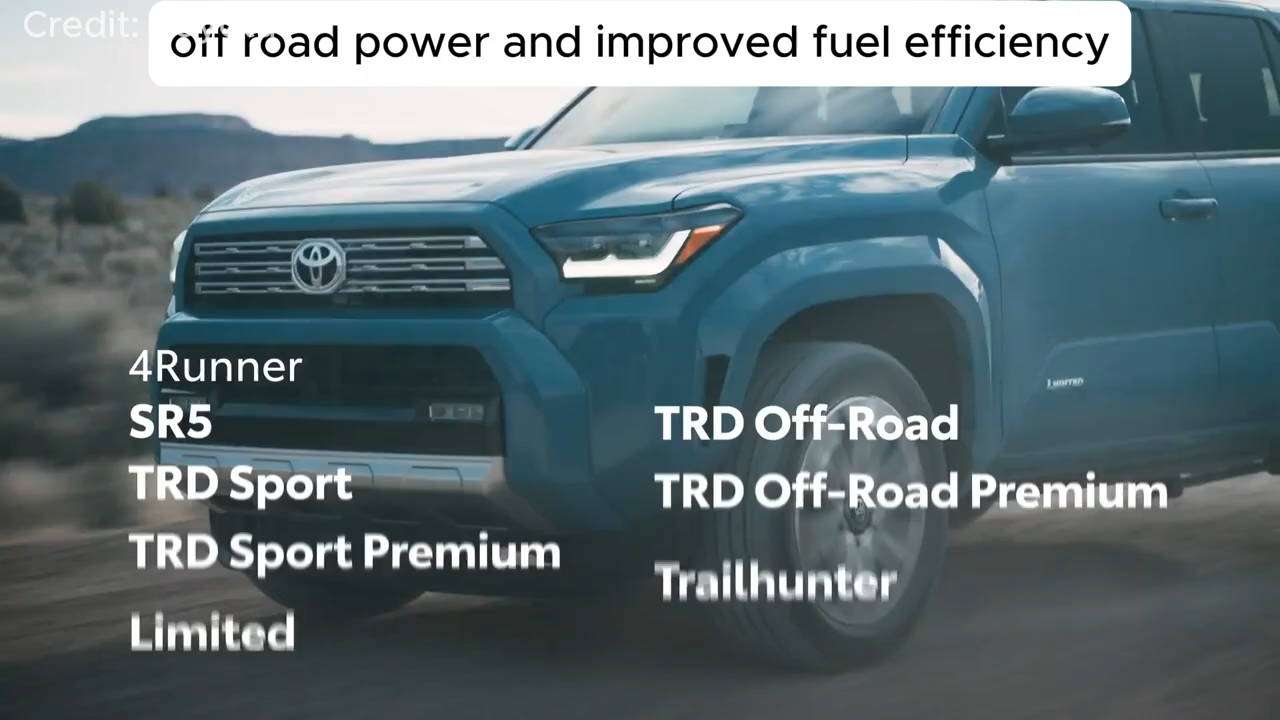 Credit:
off road power and improved fuel efficiency
4Runner
SR5
TRD Sport
TRD Sport Premium
Limited
TRD Off-Road
TRD Off-Road Premium
Trailhunter
LIMITED